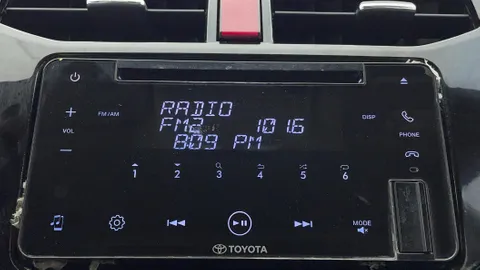 RADIO
FM/AM
FM2 101.6
DISP
VOL
8:09 PM
PHONE
1 2 3 4 5 6
MODE
TOYOTA